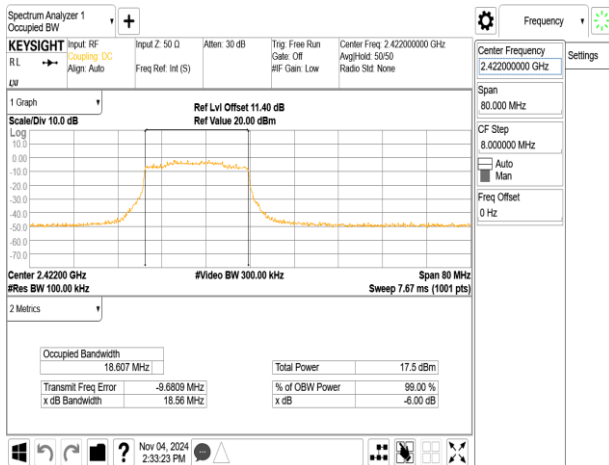 Spectrum Analyzer 1
Occupied BW
Frequency
KEYSIGHT
RL
Input: RF
Coupling: DC
Align: Auto
Input Z: 50 Ω
Freq Ref: Int (S)
Atten: 30 dB
Trig: Free Run
Gate: Off
#IF Gain: Low
Center Freq: 2.422000000 GHz
Avg|Hold: 50/50
Radio Std: None
Center Frequency
2.422000000 GHz
Settings
Span
80.000 MHz
CF Step
8.000000 MHz
Auto
Man
Freq Offset
0 Hz
1 Graph
Scale/Div 10.0 dB
Ref Lvl Offset 11.40 dB
Ref Value 20.00 dBm
Log
10.0
0.00
-10.0
-20.0
-30.0
-40.0
-50.0
-60.0
-70.0
Center 2.42200 GHz
#Res BW 100.00 kHz
#Video BW 300.00 kHz
Span 80 MHz
Sweep 7.67 ms (1001 pts)
2 Metrics
Occupied Bandwidth
18.607 MHz
Total Power 17.5 dBm
Transmit Freq Error -9.6809 MHz
% of OBW Power 99.00 %
x dB Bandwidth 18.56 MHz
x dB -6.00 dB
?
Nov 04, 2024
2:33:23 PM